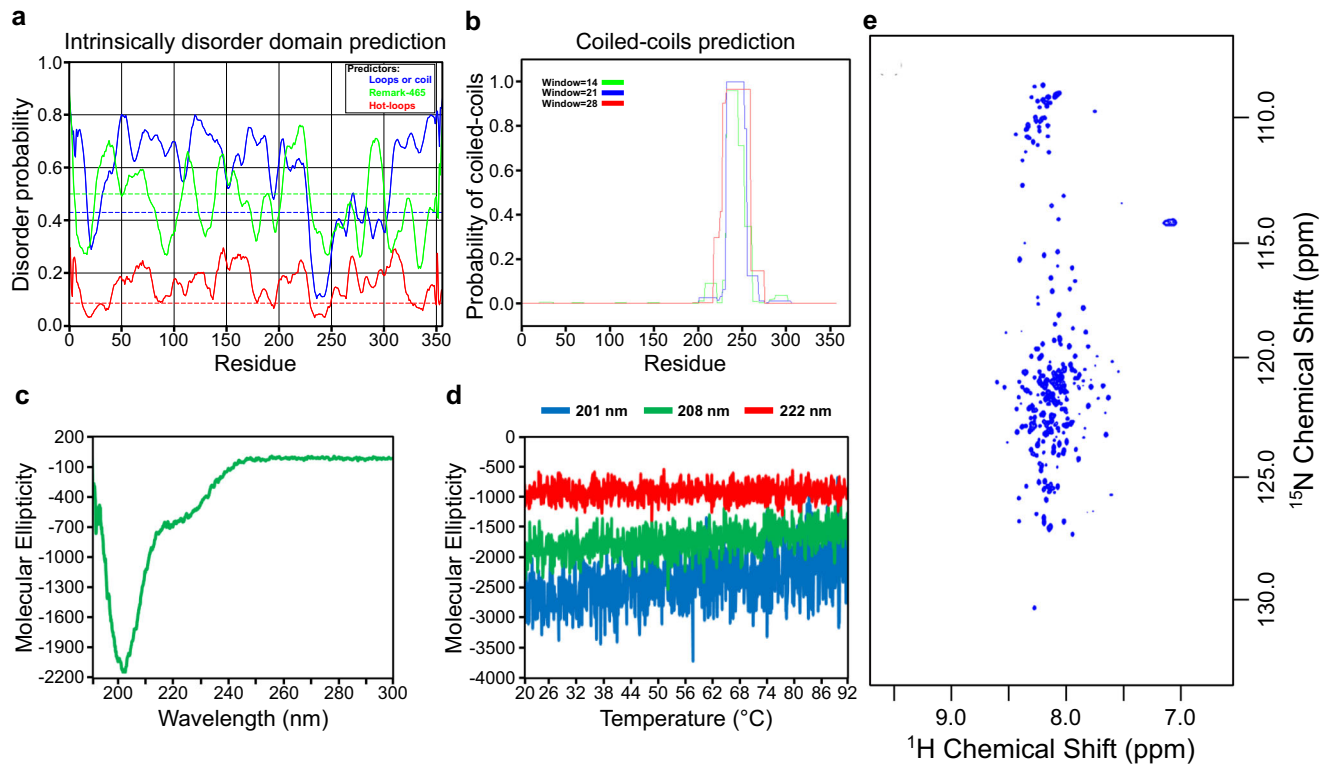 a
Intrinsically disorder domain prediction
Disorder probability
1.0
0.8
0.6
0.4
0.2
0.0
Predictors:
Loops or coil
Remark-465
Hot-loops
0 50 100 150 200 250 300 350
Residue
b
Coiled-coils prediction
Probability of coiled-coils
1.0
0.8
0.6
0.4
0.2
0.0
Window=14
Window=21
Window=28
0 50 100 150 200 250 300 350
Residue
c
Molecular Ellipticity
200
-100
-400
-700
-1000
-1300
-1600
-1900
-2200
200 220 240 260 280 300
Wavelength (nm)
d
201 nm 208 nm 222 nm
Molecular Ellipticity
0
-500
-1000
-1500
-2000
-2500
-3000
-3500
-4000
20 26 32 38 44 50 56 62 68 74 80 86 92
Temperature (°C)
e
110.0
115.0
120.0
125.0
130.0
15N Chemical Shift (ppm)
9.0 8.0 7.0
1H Chemical Shift (ppm)